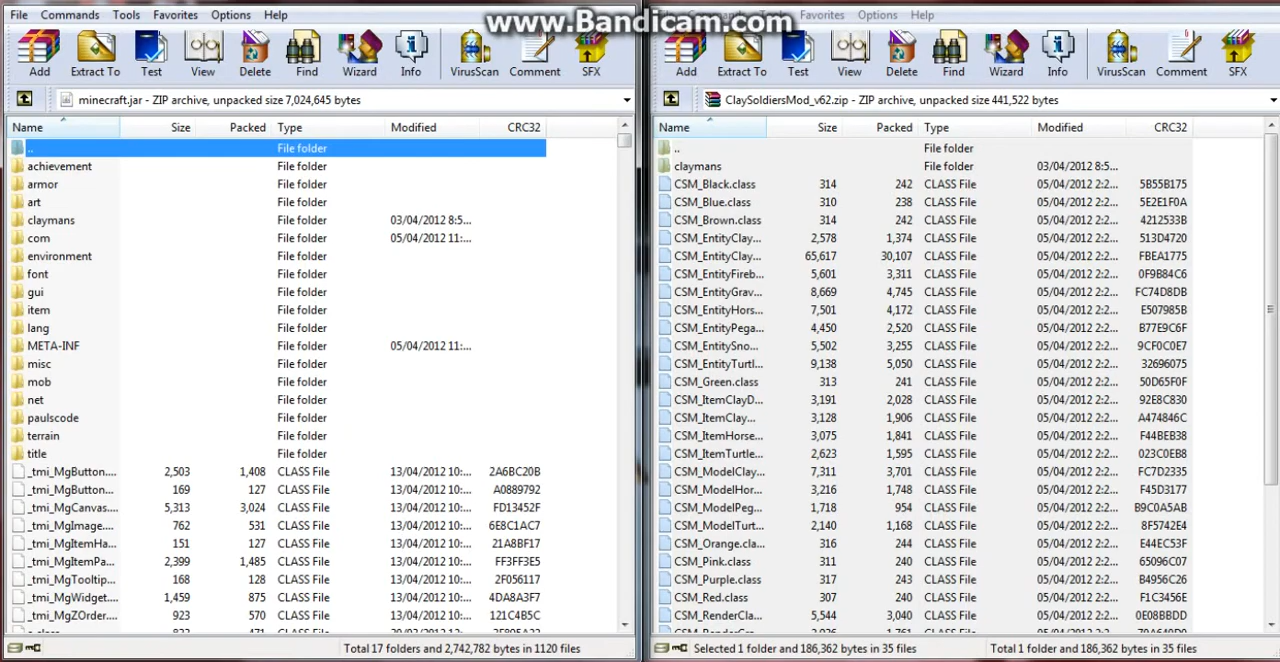 www.Bandicam.com
File Commands Tools Favorites Options Help
Add Extract To Test View Delete Find Wizard Info VirusScan Comment SFX
minecraft.jar - ZIP archive, unpacked size 7,024,645 bytes
Name Size Packed Type Modified CRC32
.. File folder
achievement File folder
armor File folder
art File folder
claymans File folder 03/04/2012 8:5...
com File folder 05/04/2012 11:...
environment File folder
font File folder
gui File folder
item File folder
lang File folder
META-INF File folder 05/04/2012 11:...
misc File folder
mob File folder
net File folder
paulscode File folder
terrain File folder
title File folder
_tmi_MgButton.... 2,503 1,408 CLASS File 13/04/2012 10:... 2A6BC20B
_tmi_MgButton... 169 127 CLASS File 13/04/2012 10:... A0889792
_tmi_MgCanvas.... 5,313 3,024 CLASS File 13/04/2012 10:... FD13452F
_tmi_MgImage.... 762 531 CLASS File 13/04/2012 10:... 6E8C1AC7
_tmi_MgItemHa... 151 127 CLASS File 13/04/2012 10:... 21A8BF17
_tmi_MgItemPa... 2,399 1,485 CLASS File 13/04/2012 10:... FF3FF3E5
_tmi_MgTooltip... 168 128 CLASS File 13/04/2012 10:... 2F056117
_tmi_MgWidget.... 1,459 875 CLASS File 13/04/2012 10:... 4DA8A3F7
_tmi_MgZOrder.... 923 570 CLASS File 13/04/2012 10:... 121C4B5C
Total 17 folders and 2,742,782 bytes in 1120 files
Favorites Options Help
Add Extract To Test View Delete Find Wizard Info VirusScan Comment SFX
ClaySoldiersMod_v62.zip - ZIP archive, unpacked size 441,522 bytes
Name Size Packed Type Modified CRC32
.. File folder
claymans File folder 03/04/2012 8:5...
CSM_Black.class 314 242 CLASS File 05/04/2012 2:2... 5B55B175
CSM_Blue.class 310 238 CLASS File 05/04/2012 2:2... 5E2E1F0A
CSM_Brown.class 314 242 CLASS File 05/04/2012 2:2... 4212533B
CSM_EntityClay... 2,578 1,374 CLASS File 05/04/2012 2:2... 513D4720
CSM_EntityClay... 65,617 30,107 CLASS File 05/04/2012 2:2... FBEA1775
CSM_EntityFireb... 5,601 3,311 CLASS File 05/04/2012 2:2... 0F9B84C6
CSM_EntityGrav... 8,669 4,745 CLASS File 05/04/2012 2:2... FC74D8DB
CSM_EntityHors... 7,501 4,172 CLASS File 05/04/2012 2:2... E507985B
CSM_EntityPega... 4,450 2,520 CLASS File 05/04/2012 2:2... B77E9C6F
CSM_EntitySno... 5,502 3,255 CLASS File 05/04/2012 2:2... 9CF0C0E7
CSM_EntityTurtl... 9,138 5,050 CLASS File 05/04/2012 2:2... 32696075
CSM_Green.class 313 241 CLASS File 05/04/2012 2:2... 50D65F0F
CSM_ItemClayD... 3,191 2,028 CLASS File 05/04/2012 2:2... 92E8C830
CSM_ItemClay... 3,128 1,906 CLASS File 05/04/2012 2:2... A474846C
CSM_ItemHorse... 3,075 1,841 CLASS File 05/04/2012 2:2... F44BEB38
CSM_ItemTurtle... 2,623 1,595 CLASS File 05/04/2012 2:2... 023C0EB8
CSM_ModelClay... 7,311 3,701 CLASS File 05/04/2012 2:2... FC7D2335
CSM_ModelHor... 3,216 1,748 CLASS File 05/04/2012 2:2... F45D3177
CSM_ModelPeg... 1,718 954 CLASS File 05/04/2012 2:2... B9C0A5AB
CSM_ModelTurt... 2,140 1,168 CLASS File 05/04/2012 2:2... 8F5742E4
CSM_Orange.cla... 316 244 CLASS File 05/04/2012 2:2... E44EC53F
CSM_Pink.class 311 240 CLASS File 05/04/2012 2:2... 65096C07
CSM_Purple.class 317 243 CLASS File 05/04/2012 2:2... B4956C26
CSM_Red.class 307 240 CLASS File 05/04/2012 2:2... F1C3456E
CSM_RenderCla... 5,544 3,040 CLASS File 05/04/2012 2:2... 0E08BBDD
Selected 1 folder and 186,362 bytes in 35 files
Total 1 folder and 186,362 bytes in 35 files